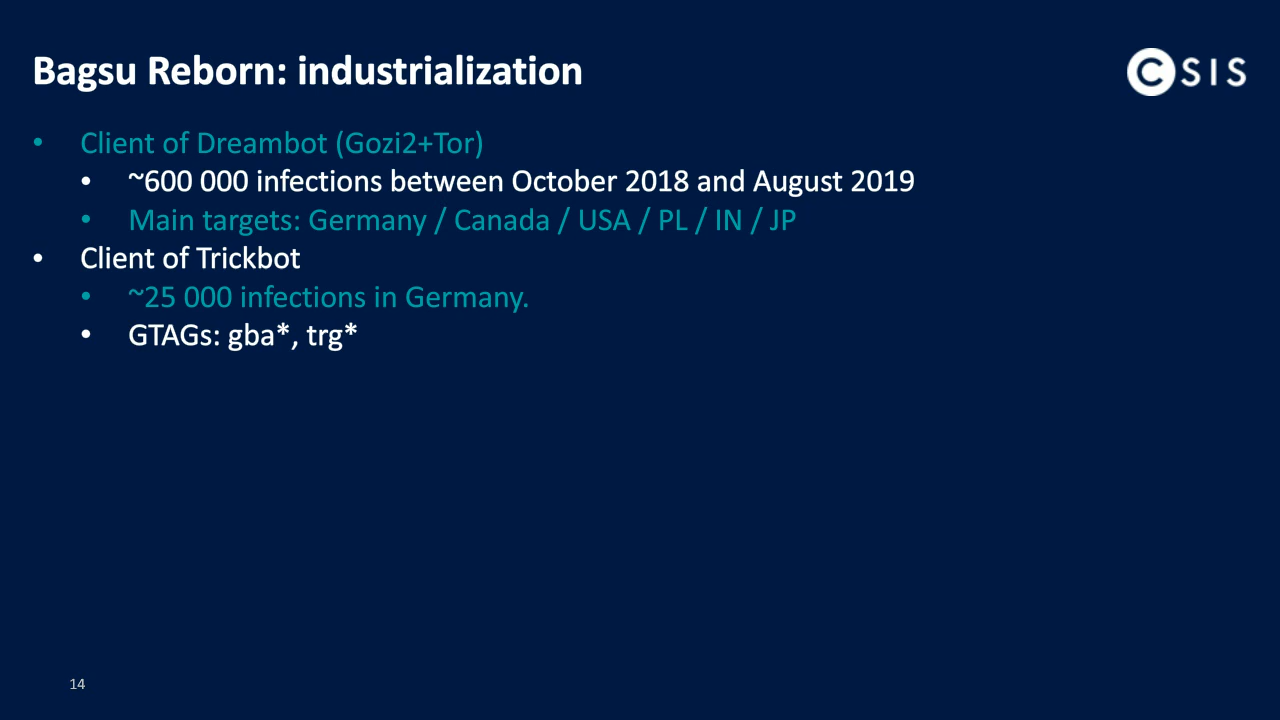 Bagsu Reborn: industrialization
CSIS
• Client of Dreambot (Gozi2+Tor)
• ~600 000 infections between October 2018 and August 2019
• Main targets: Germany / Canada / USA / PL / IN / JP
• Client of Trickbot
• ~25 000 infections in Germany.
• GTAGs: gba*, trg*
14